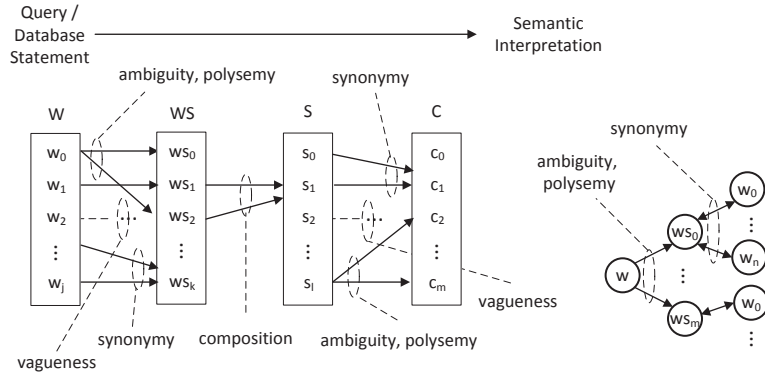 Query /
Database
Statement
Semantic
Interpretation
ambiguity, polysemy
synonymy
W
WS
S
C
synonymy
w0
ws0
s0
c0
ambiguity,
polysemy
w1
ws1
s1
c1
w0
w2
...
ws2
s2
...
c2
ws0
...
⋮
⋮
⋮
⋮
w
...
wn
wj
wsk
sl
cm
wsm
w0
...
vagueness
synonymy
composition
ambiguity, polysemy
vagueness